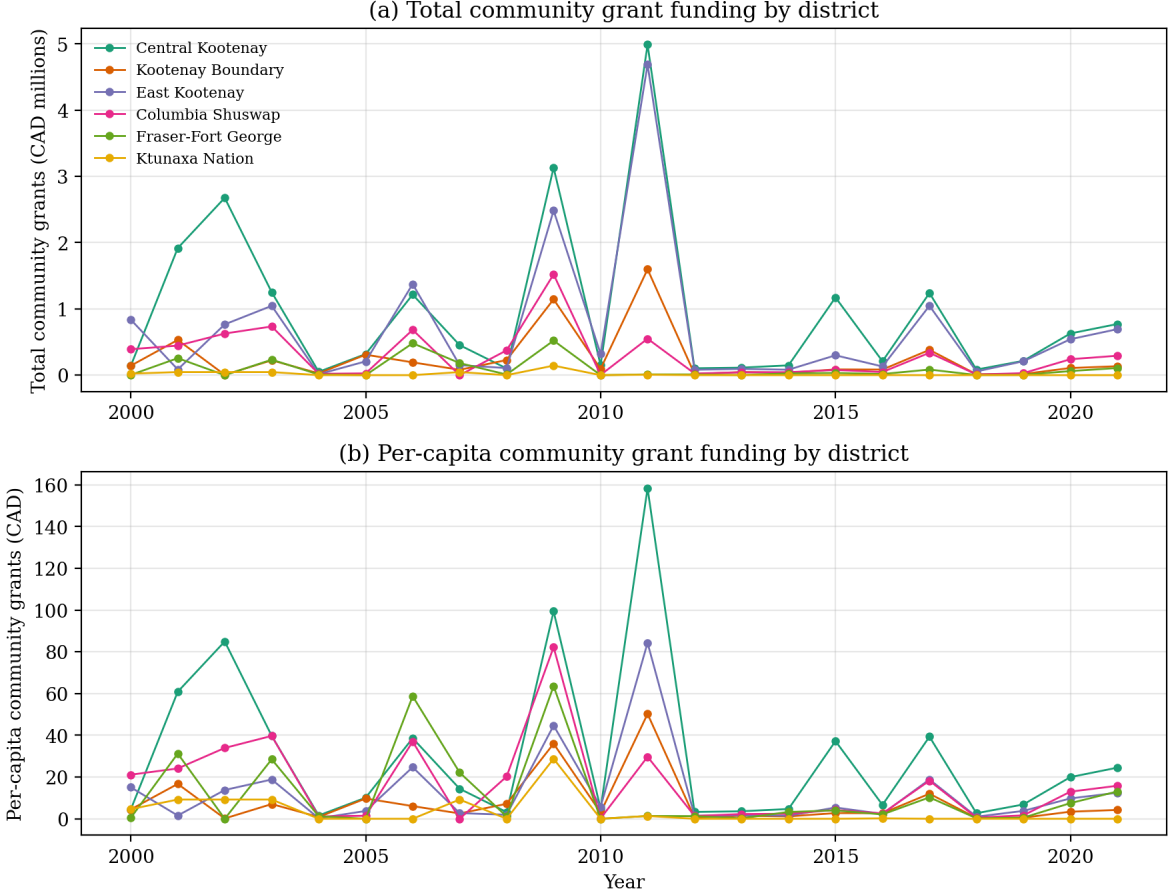 (a) Total community grant funding by district
Total community grants (CAD millions)
5
4
3
2
1
0
Central Kootenay
Kootenay Boundary
East Kootenay
Columbia Shuswap
Fraser-Fort George
Ktunaxa Nation
2000 2005 2010 2015 2020
(b) Per-capita community grant funding by district
Per-capita community grants (CAD)
160
140
120
100
80
60
40
20
0
2000 2005 2010 2015 2020
Year